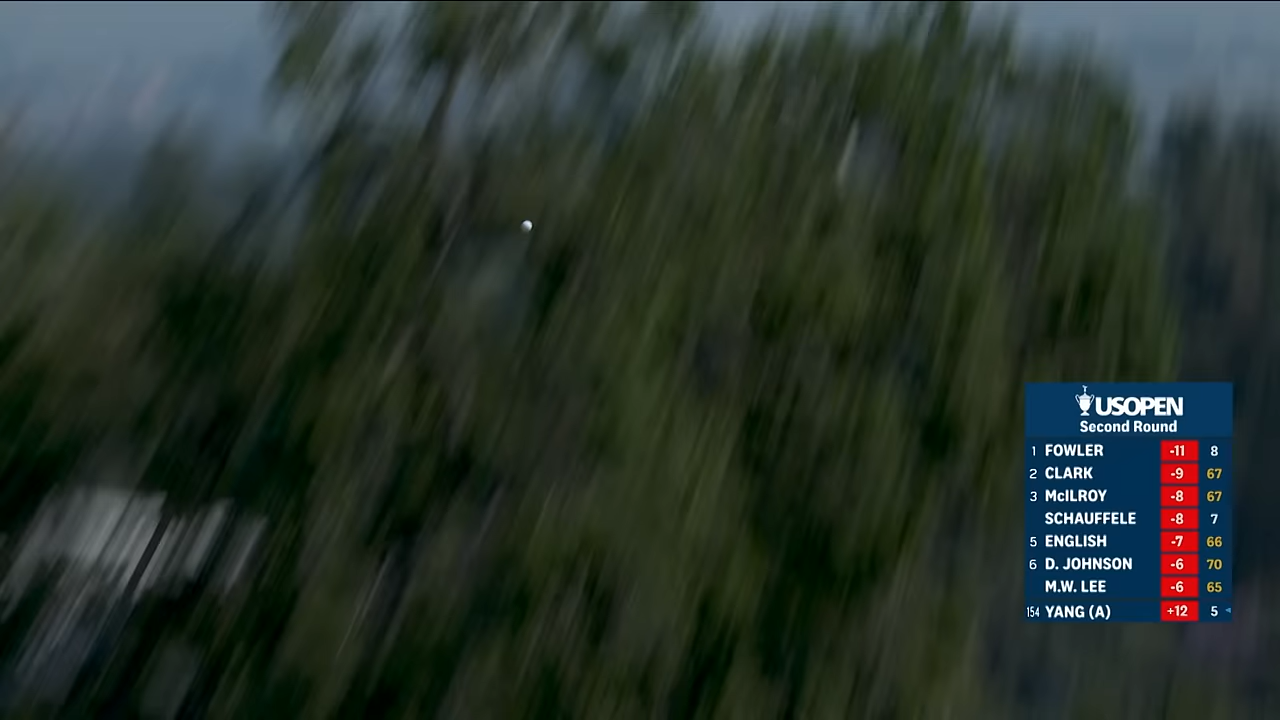 USOPEN
Second Round
1 FOWLER -11 8
2 CLARK -9 67
3 McILROY -8 67
SCHAUFFELE -8 7
5 ENGLISH -7 66
6 D. JOHNSON -6 70
M.W. LEE -6 65
154 YANG (A) +12 5